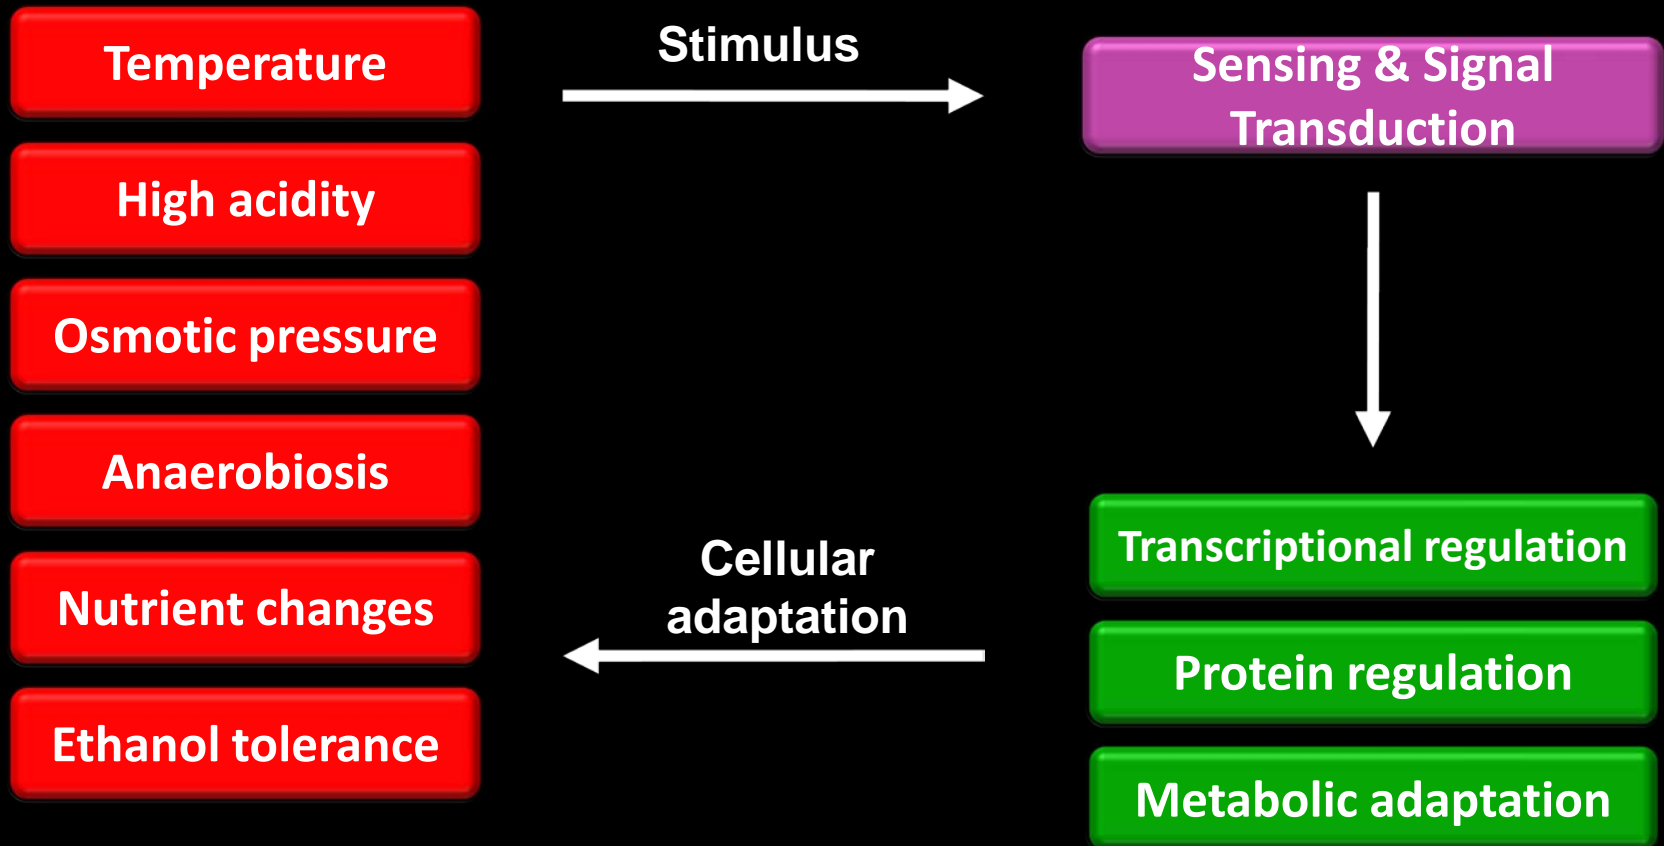 Temperature
High acidity
Osmotic pressure
Anaerobiosis
Nutrient changes
Ethanol tolerance
Stimulus
Sensing & Signal
Transduction
Transcriptional regulation
Protein regulation
Metabolic adaptation
Cellular
adaptation